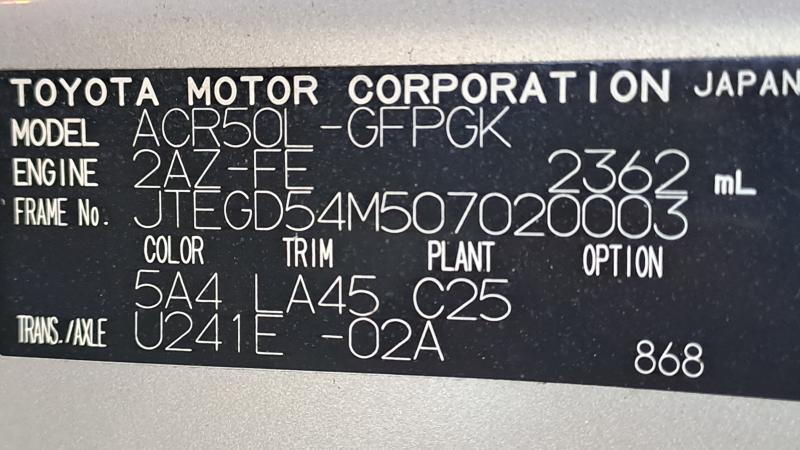 TOYOTA MOTOR CORPORATION JAPAN
MODEL ACR50L-GFPGK
ENGINE 2AZ-FE 2362 mL
FRAME No. JTEGD54M507020003
COLOR TRIM PLANT OPTION
5A4 LA45 C25
TRANS./AXLE U241E -02A
868